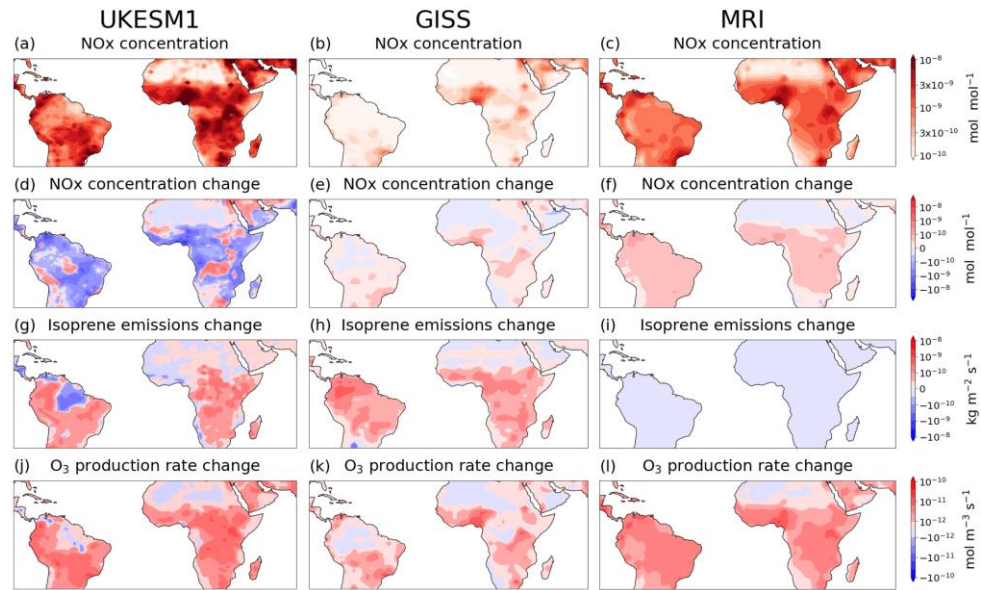 UKESM1 GISS MRI
(a) NOx concentration (b) NOx concentration (c) NOx concentration
10⁻⁸
3x10⁻⁹
10⁻⁹
3x10⁻¹⁰
10⁻¹⁰
mol mol⁻¹
(d) NOx concentration change (e) NOx concentration change (f) NOx concentration change
10⁻⁸
10⁻⁹
10⁻¹⁰
0
−10⁻¹⁰
−10⁻⁹
−10⁻⁸
mol mol⁻¹
(g) Isoprene emissions change (h) Isoprene emissions change (i) Isoprene emissions change
10⁻⁸
10⁻⁹
10⁻¹⁰
0
−10⁻¹⁰
−10⁻⁹
−10⁻⁸
kg m⁻² s⁻¹
(j) O₃ production rate change (k) O₃ production rate change (l) O₃ production rate change
10⁻¹⁰
10⁻¹¹
10⁻¹²
−10⁻¹²
−10⁻¹¹
−10⁻¹⁰
mol m⁻³ s⁻¹